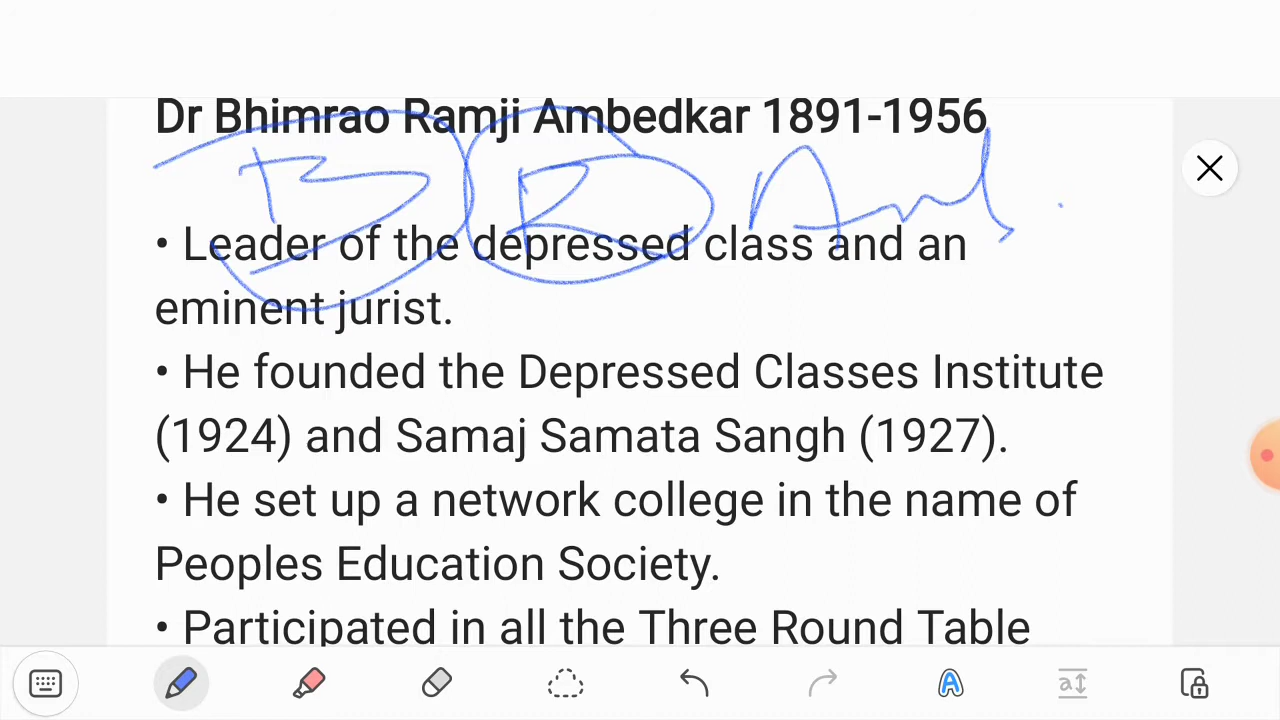 Dr Bhimrao Ramji Ambedkar 1891-1956
B R Amb.
• Leader of the depressed class and an
eminent jurist.
• He founded the Depressed Classes Institute
(1924) and Samaj Samata Sangh (1927).
• He set up a network college in the name of
Peoples Education Society.
• Participated in all the Three Round Table